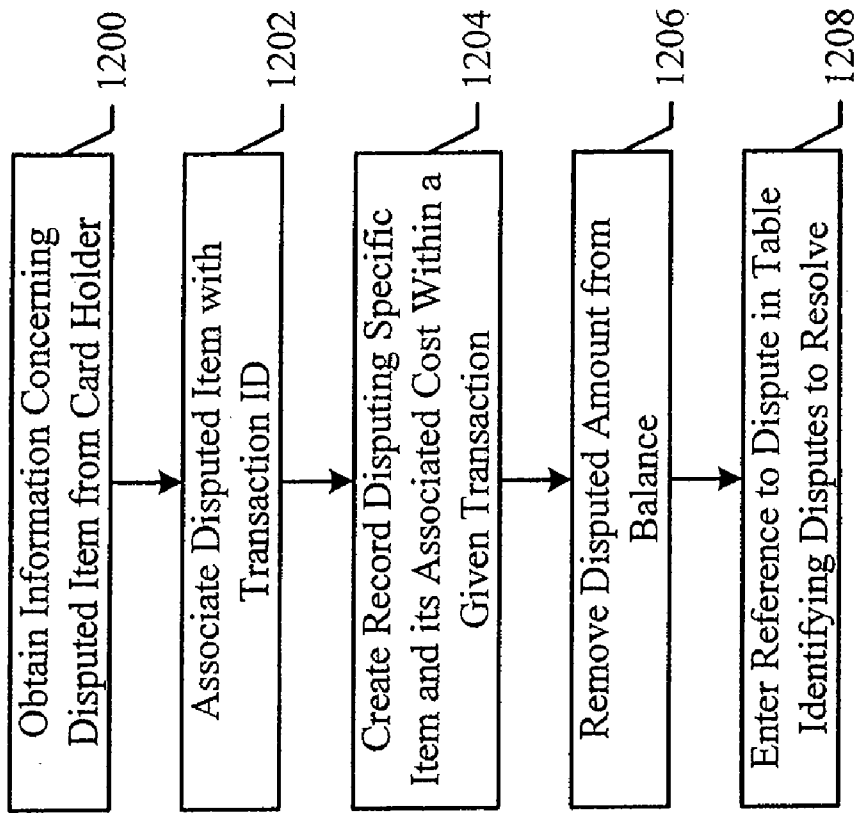 Obtain Information Concerning
Disputed Item from Card Holder
1200
Associate Disputed Item with
Transaction ID
1202
Create Record Disputing Specific
Item and its Associated Cost Within a
Given Transaction
1204
Remove Disputed Amount from
Balance
1206
Enter Reference to Dispute in Table
Identifying Disputes to Resolve
1208